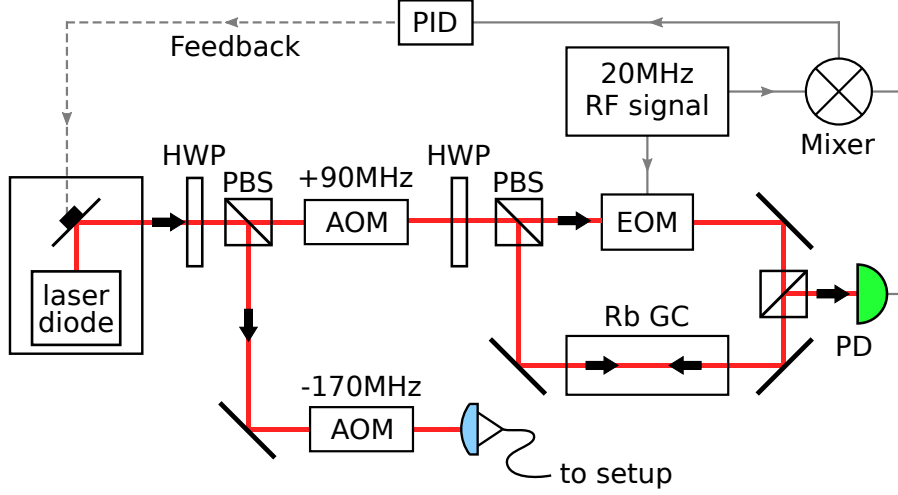 PID
Feedback
20MHz
RF signal
Mixer
HWP
PBS
+90MHz
AOM
HWP
PBS
EOM
laser
diode
Rb GC
PD
-170MHz
AOM
to setup